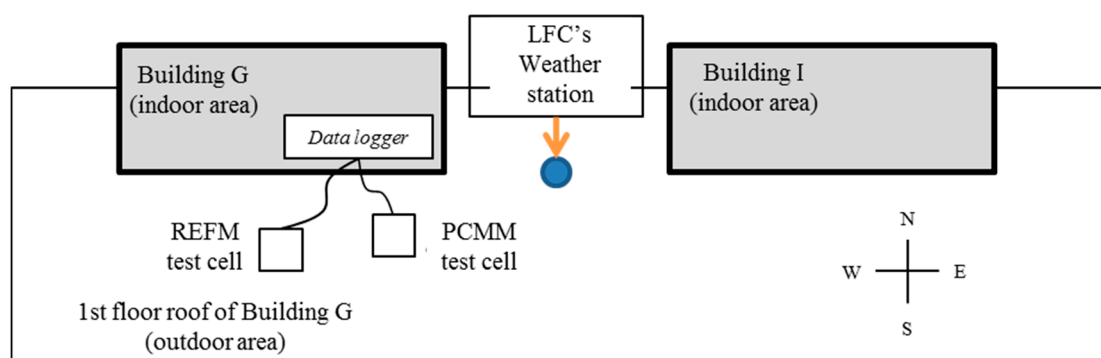 Building G
(indoor area)
Data logger
LFC's
Weather
station
Building I
(indoor area)
REFM
test cell
PCMM
test cell
1st floor roof of Building G
(outdoor area)
N
W
E
S